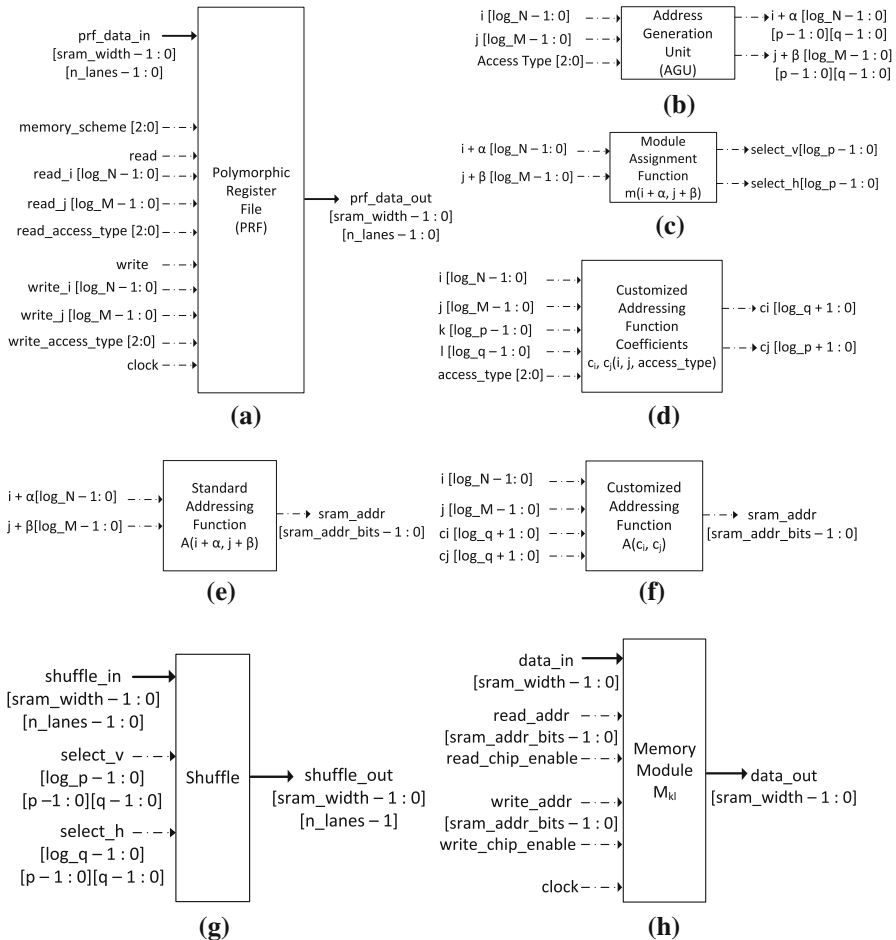 prf_data_in
[sram_width – 1 : 0]
[n_lanes – 1 : 0]
memory_scheme [2:0]
read
read_i [log_N – 1: 0]
read_j [log_M – 1: 0]
read_access_type [2:0]
write
write_i [log_N – 1: 0]
write_j [log_M – 1: 0]
write_access_type [2:0]
clock
Polymorphic
Register
File
(PRF)
prf_data_out
[sram_width – 1 : 0]
[n_lanes – 1:0]
(a)
i [log_N – 1: 0]
j [log_M – 1: 0]
Access Type [2:0]
Address
Generation
Unit
(AGU)
i + α [log_N – 1: 0]
[p – 1:0][q – 1:0]
j + β [log_M – 1:0]
[p – 1:0][q – 1:0]
(b)
i + α [log_N – 1:0]
j + β [log_M – 1:0]
Module
Assignment
Function
m(i + α, j + β)
select_v[log_p – 1:0]
select_h[log_p – 1:0]
(c)
i [log_N – 1: 0]
j [log_M – 1: 0]
k [log_p – 1:0]
l [log_q – 1:0]
access_type [2:0]
Customized
Addressing
Function
Coefficients
cᵢ, cⱼ(i, j, access_type)
ci [log_q + 1:0]
cj [log_p + 1:0]
(d)
i + α[log_N – 1:0]
j + β[log_M – 1:0]
Standard
Addressing
Function
A(i + α, j + β)
sram_addr
[sram_addr_bits – 1:0]
(e)
i [log_N – 1: 0]
j [log_M – 1: 0]
ci [log_q + 1:0]
cj [log_q + 1:0]
Customized
Addressing
Function
A(cᵢ, cⱼ)
sram_addr
[sram_addr_bits – 1:0]
(f)
shuffle_in
[sram_width – 1 : 0]
[n_lanes – 1 : 0]
select_v
[log_p – 1:0]
[p –1:0][q – 1:0]
select_h
[log_q – 1:0]
[p – 1:0][q – 1:0]
Shuffle
shuffle_out
[sram_width – 1:0]
[n_lanes – 1]
(g)
data_in
[sram_width – 1 : 0]
read_addr
[sram_addr_bits – 1:0]
read_chip_enable
write_addr
[sram_addr_bits – 1:0]
write_chip_enable
clock
Memory
Module
Mₖₗ
data_out
[sram_width – 1:0]
(h)